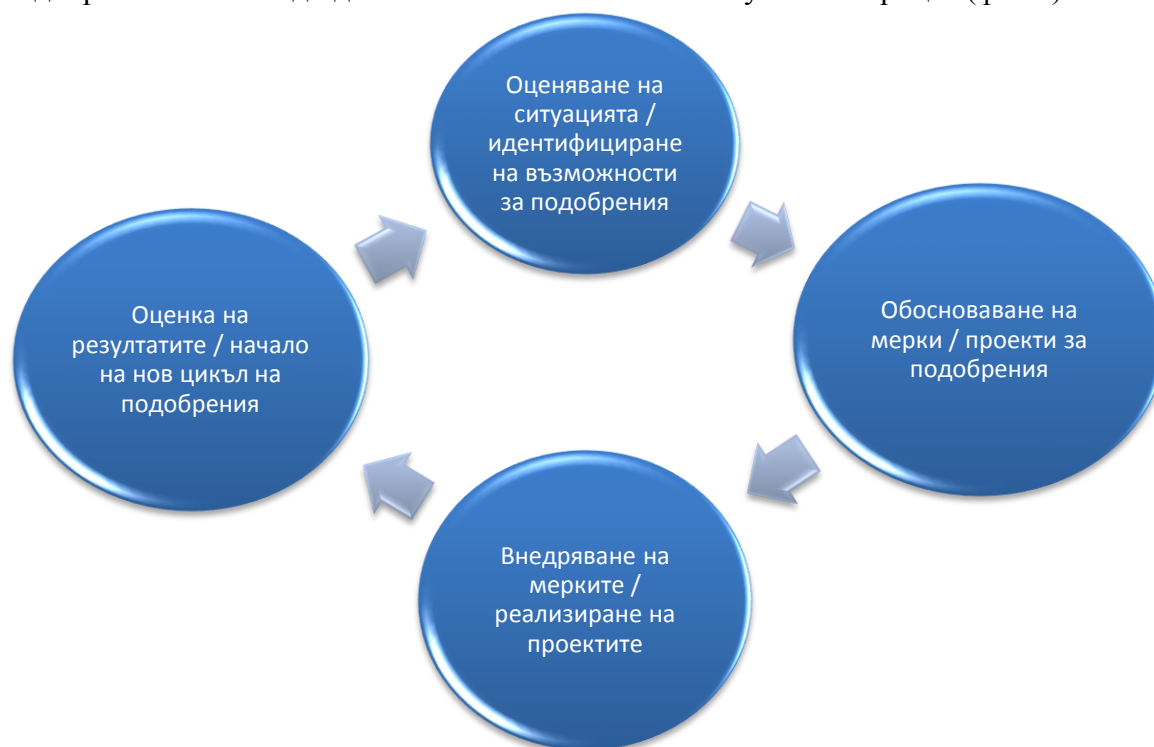 Оценяване на
ситуацията /
идентифициране
на възможности
за подобрения
Обосноваване на
мерки / проекти за
подобрения
Внедряване на
мерките /
реализиране на
проектите
Оценка на
резултатите / начало
на нов цикъл на
подобрения